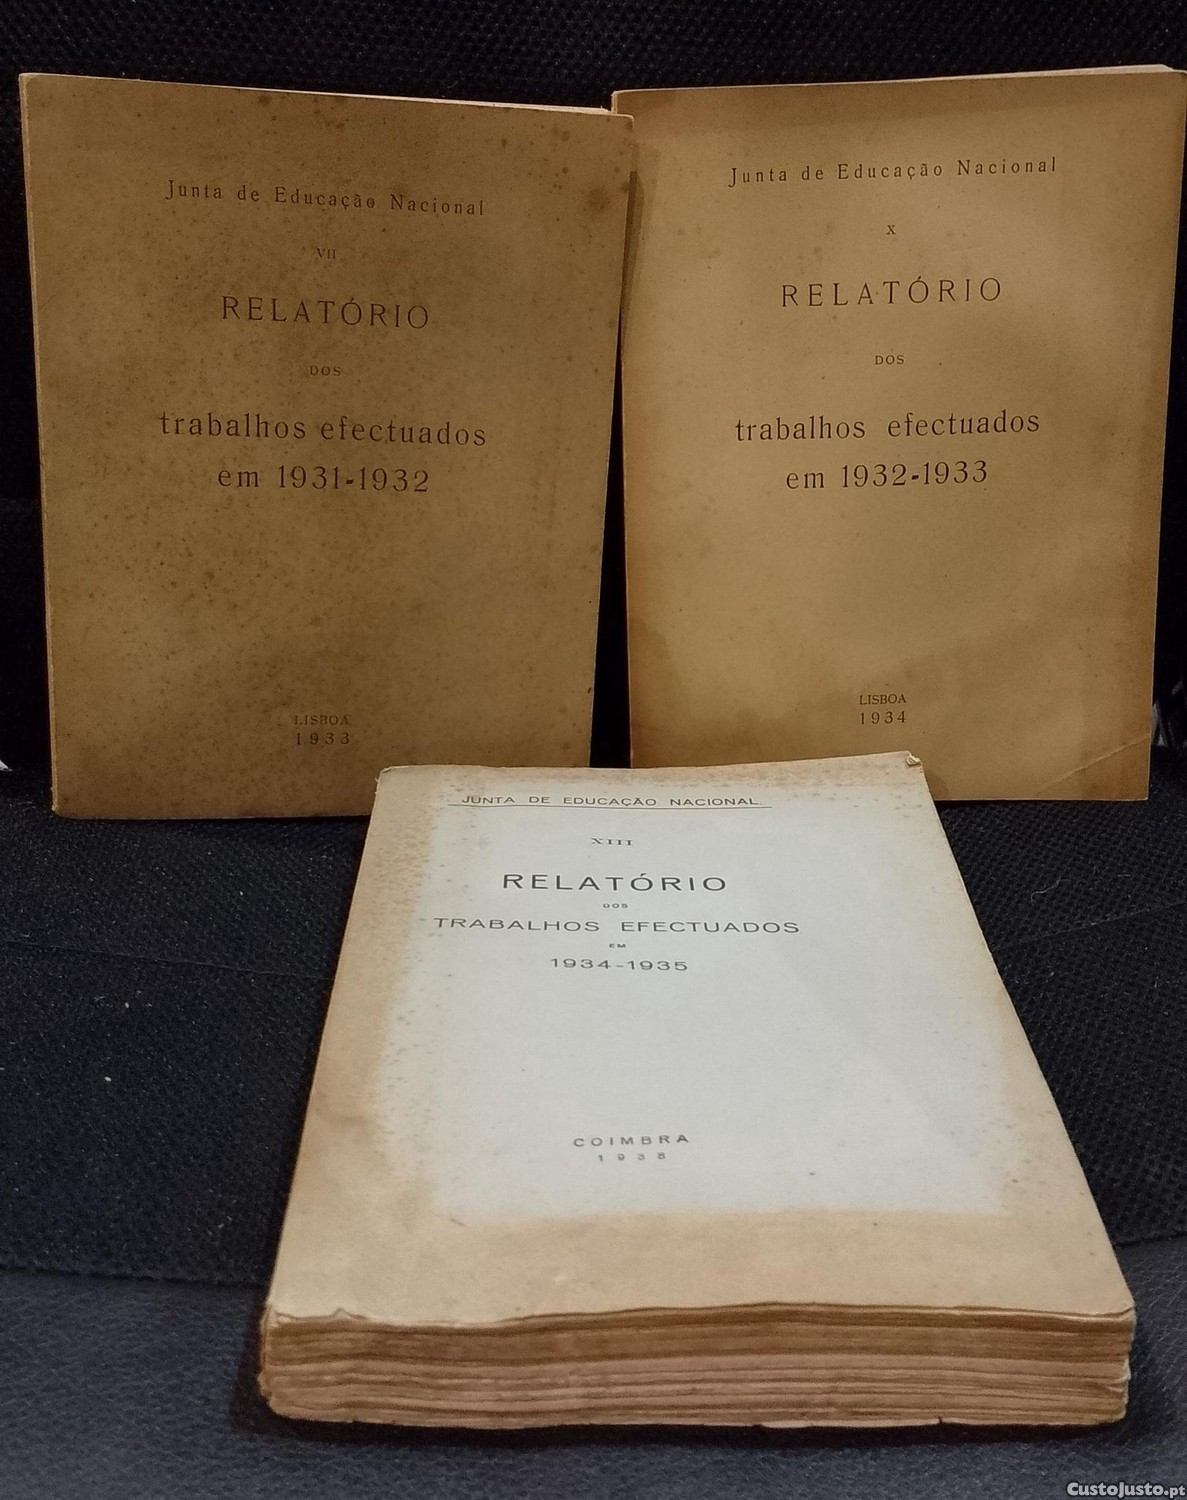 Junta de Educação Nacional
VII
RELATÓRIO
DOS
trabalhos efectuados
em 1931-1932
LISBOA
1933
Junta de Educação Nacional
X
RELATÓRIO
DOS
trabalhos efectuados
em 1932-1933
LISBOA
1934
JUNTA DE EDUCAÇÃO NACIONAL
XIII
RELATÓRIO
DOS
TRABALHOS EFECTUADOS
EM
1934-1935
COIMBRA
1938
CustoJusto.pt